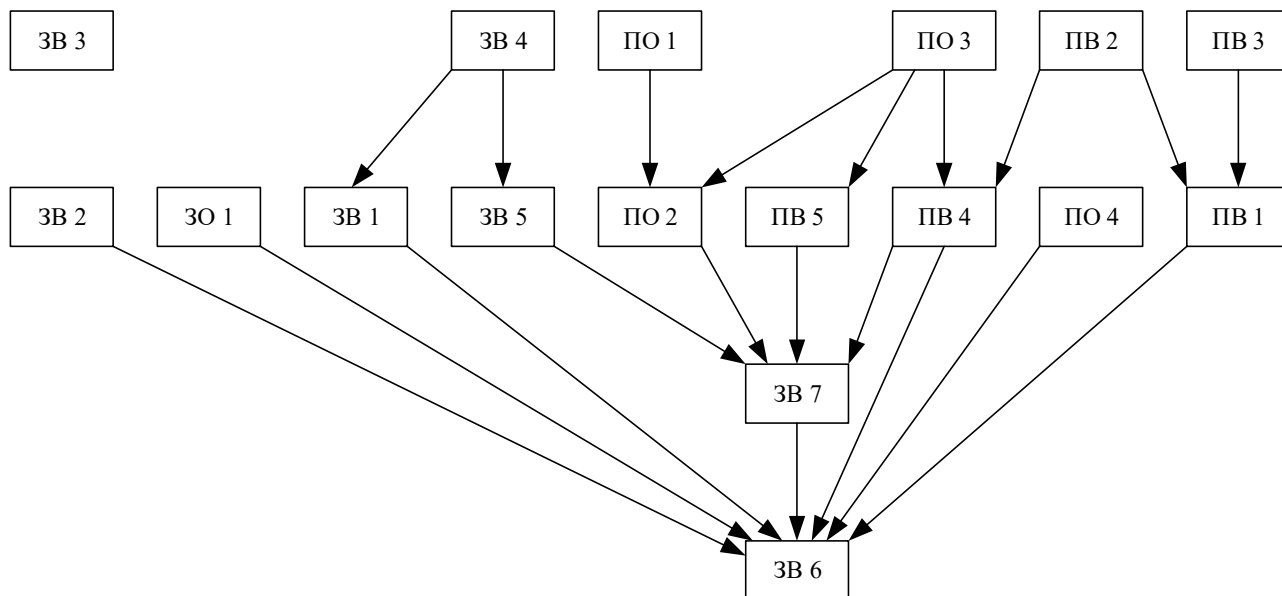 ЗВ 3
ЗВ 4
ПО 1
ПО 3
ПВ 2
ПВ 3
ЗВ 2
ЗО 1
ЗВ 1
ЗВ 5
ПО 2
ПВ 5
ПВ 4
ПО 4
ПВ 1
ЗВ 7
ЗВ 6